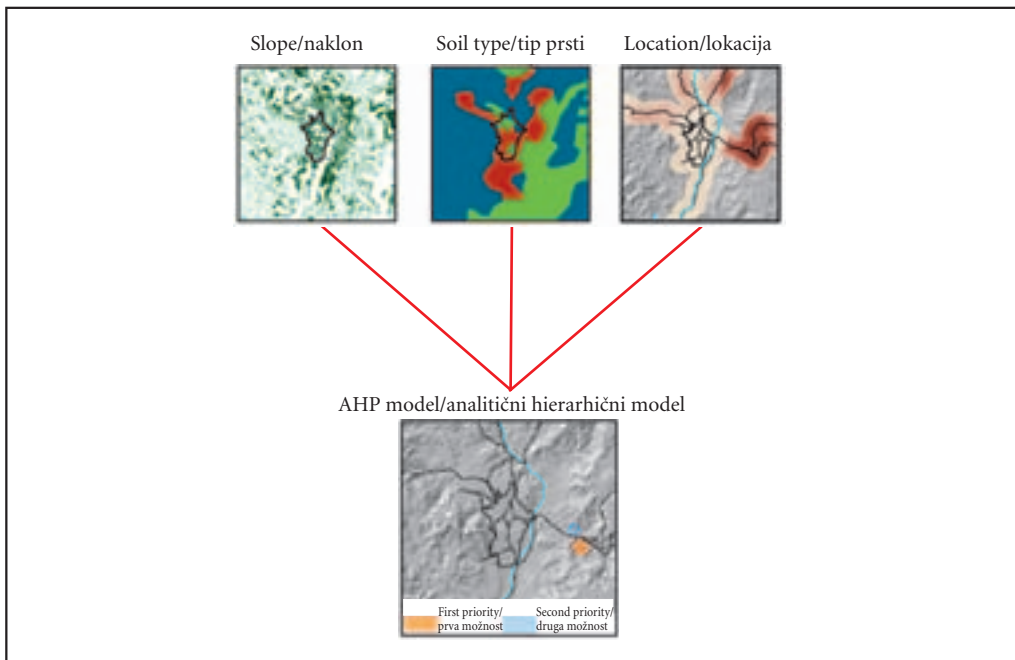 Slope/naklon
Soil type/tip prsti
Location/lokacija
AHP model/analitični hierarhični model
First priority/
prva možnost
Second priority/
druga možnost